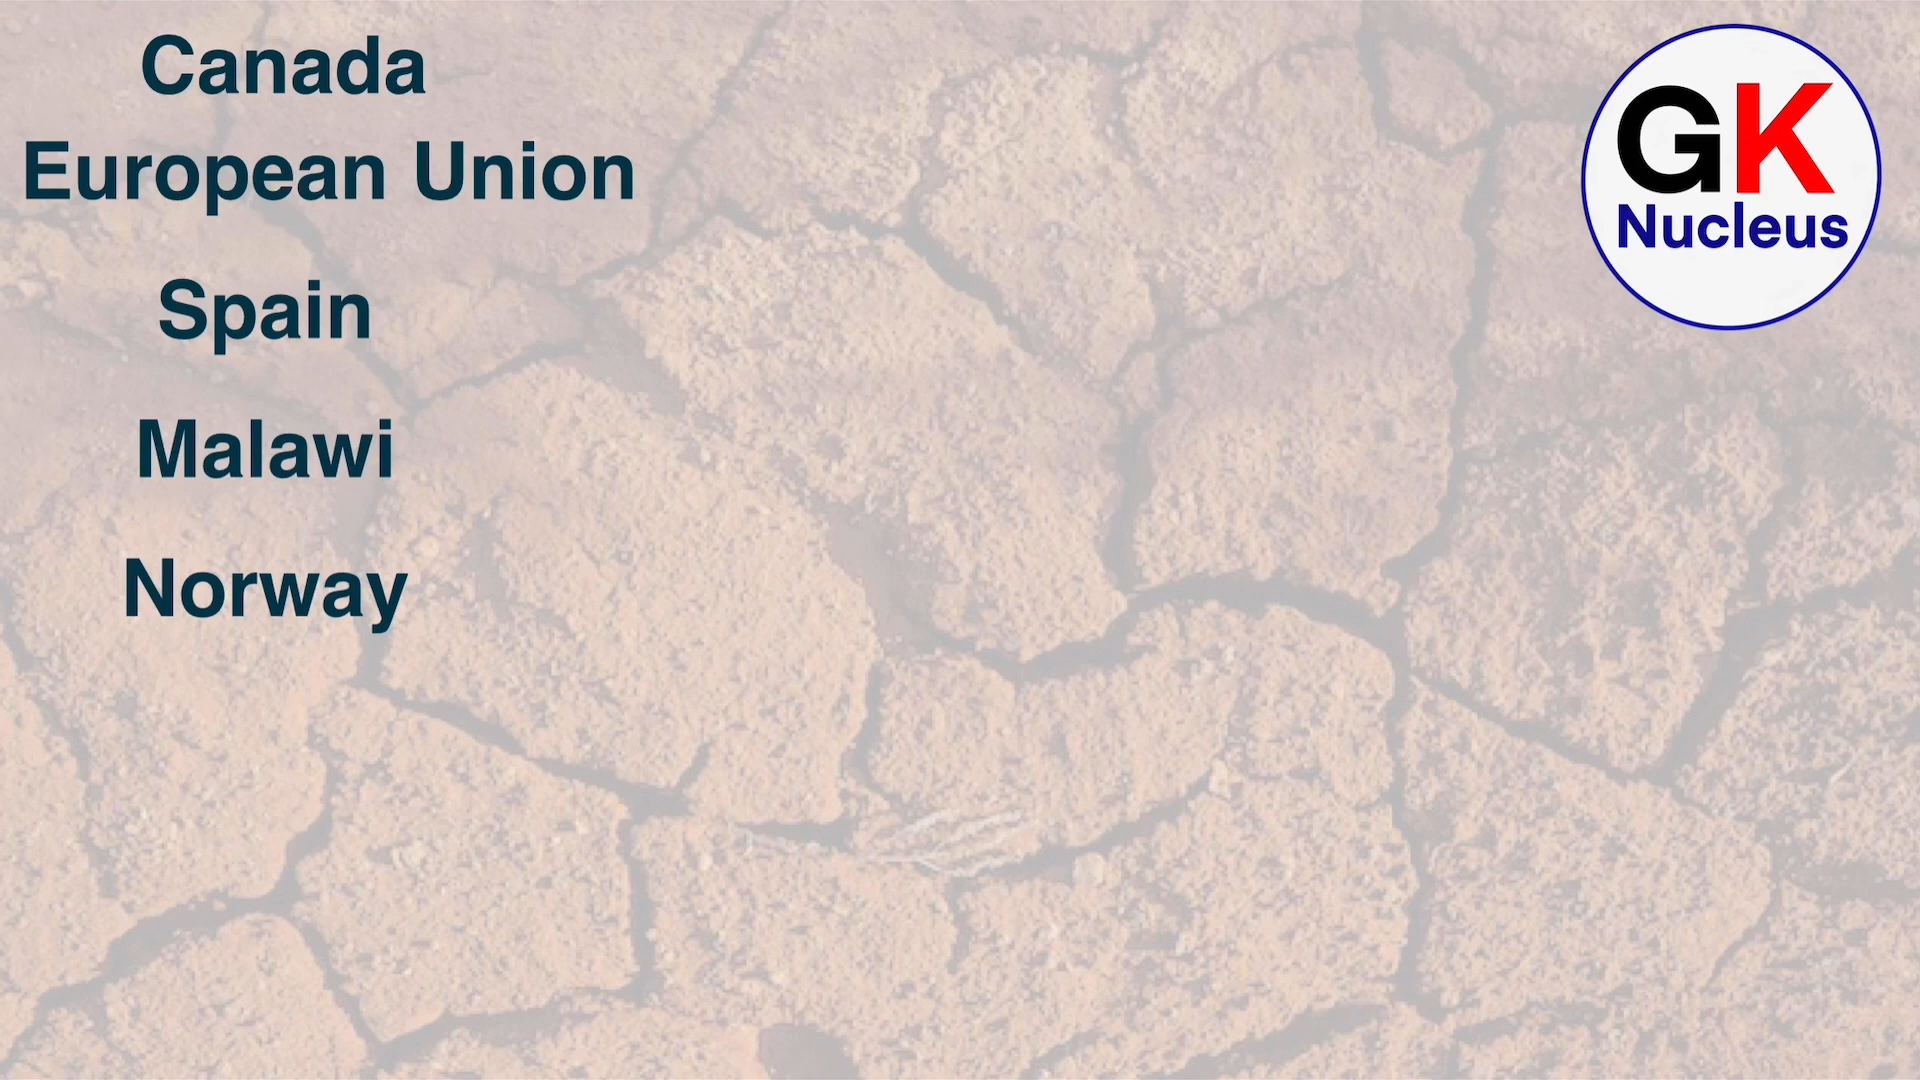 Canada
European Union
Spain
Malawi
Norway
GK
Nucleus